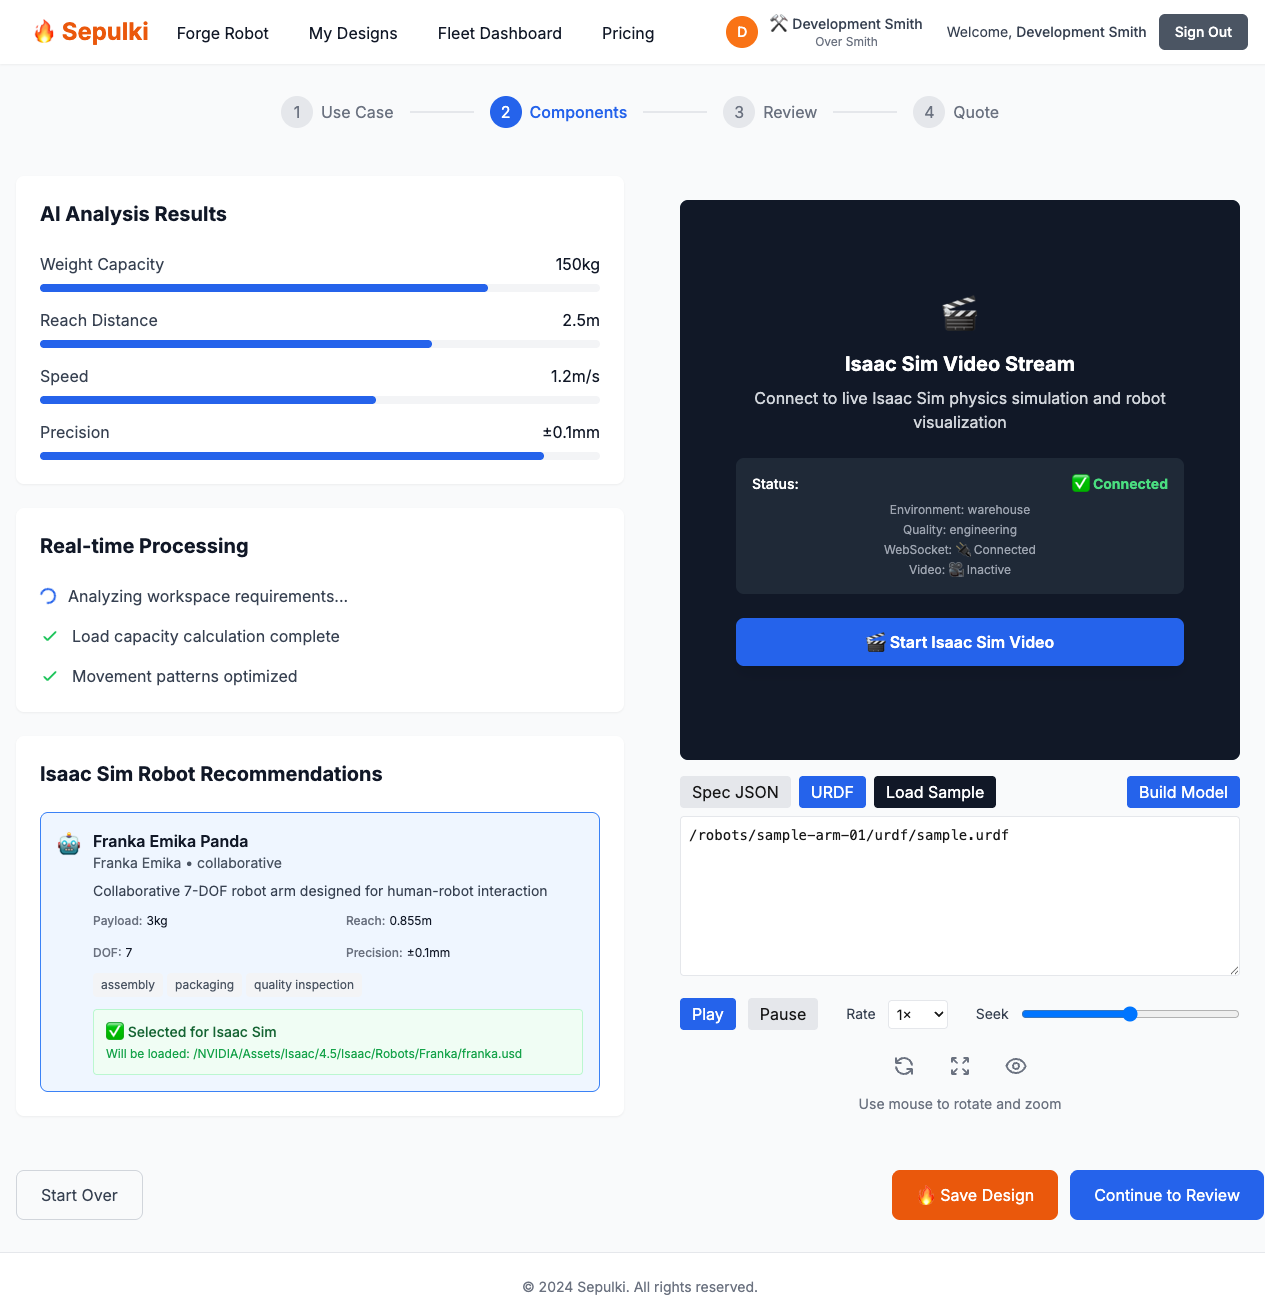 Sepulki
Forge Robot
My Designs
Fleet Dashboard
Pricing
D
Development Smith
Over Smith
Welcome, Development Smith
Sign Out
1 Use Case
2 Components
3 Review
4 Quote
AI Analysis Results
Weight Capacity 150kg
Reach Distance 2.5m
Speed 1.2m/s
Precision ±0.1mm
Real-time Processing
Analyzing workspace requirements...
Load capacity calculation complete
Movement patterns optimized
Isaac Sim Robot Recommendations
Franka Emika Panda
Franka Emika • collaborative
Collaborative 7-DOF robot arm designed for human-robot interaction
Payload: 3kg Reach: 0.855m
DOF: 7 Precision: ±0.1mm
assembly packaging quality inspection
✅ Selected for Isaac Sim
Will be loaded: /NVIDIA/Assets/Isaac/4.5/Isaac/Robots/Franka/franka.usd
Isaac Sim Video Stream
Connect to live Isaac Sim physics simulation and robot
visualization
Status: ✅ Connected
Environment: warehouse
Quality: engineering
WebSocket: 🔌 Connected
Video: 🎥 Inactive
🎬 Start Isaac Sim Video
Spec JSON URDF Load Sample Build Model
/robots/sample-arm-01/urdf/sample.urdf
Play Pause Rate 1× Seek
Use mouse to rotate and zoom
Start Over
🔥 Save Design
Continue to Review
© 2024 Sepulki. All rights reserved.